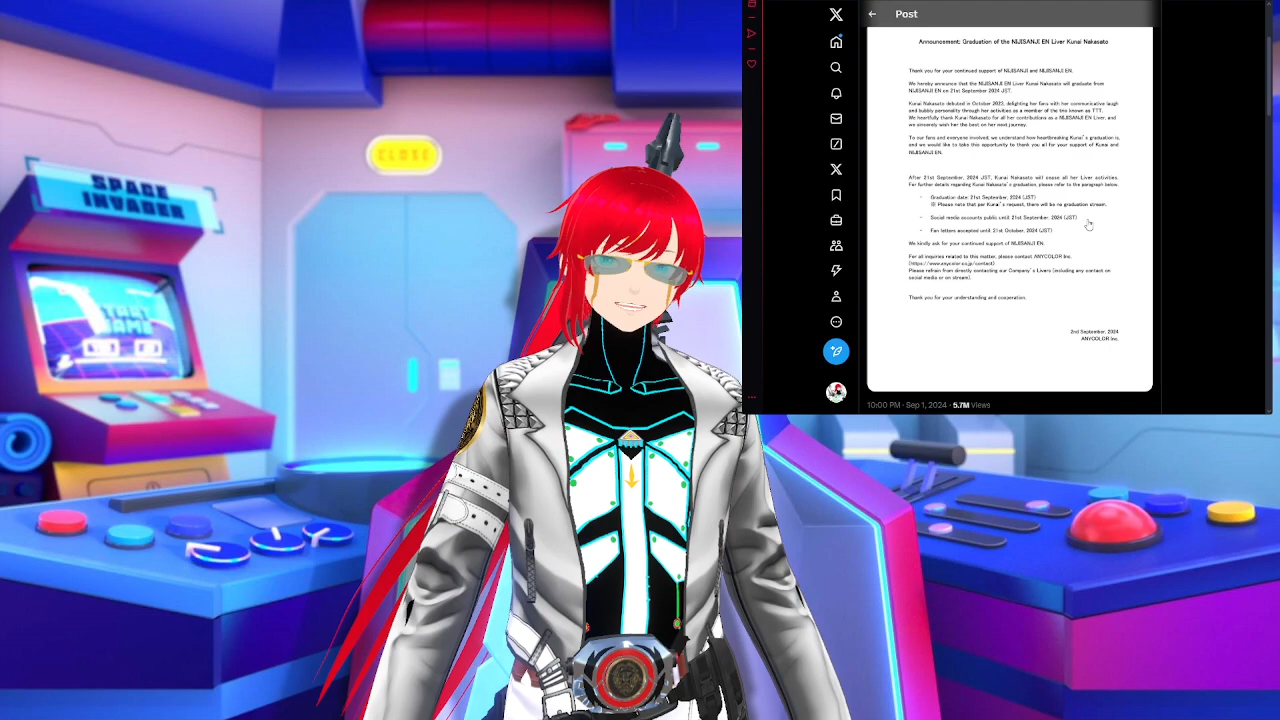 Post
Announcement: Graduation of the NIJISANJI EN Liver Kunai Nakasato
Thank you for your continued support of NIJISANJI and NIJISANJI EN.
We hereby announce that the NIJISANJI EN Liver Kunai Nakasato will graduate from
NIJISANJI EN on 21st September 2024 JST.
Kunai Nakasato debuted in October 2023, delighting her fans with her communicative laugh
and bubbly personality through her activities as a member of the trio known as TTT.
We heartfully thank Kunai Nakasato for all her contributions as a NIJISANJI EN Liver, and
we sincerely wish her the best on her next journey.
To our fans and everyone involved; we understand how heartbreaking Kunai's graduation is,
and we would like to take this opportunity to thank you all for your support of Kunai and
NIJISANJI EN.
After 21st September, 2024 JST, Kunai Nakasato will cease all her Liver activities.
For further details regarding Kunai Nakasato's graduation, please refer to the paragraph below.
- Graduation date: 21st September, 2024 (JST)
※ Please note that per Kunai's request, there will be no graduation stream.
- Social media accounts public until 21st September, 2024 (JST)
- Fan letters accepted until 21st October, 2024 (JST)
We kindly ask for your continued support of NIJISANJI EN.
For all inquiries related to this matter, please contact ANYCOLOR Inc.
(https://www.anycolor.co.jp/contact)
Please refrain from directly contacting our Company's Livers (including any contact on
social media or on stream).
Thank you for your understanding and cooperation.
2nd September, 2024
ANYCOLOR Inc.
10:00 PM · Sep 1, 2024 · 5.7M Views
SPACE
INVADER